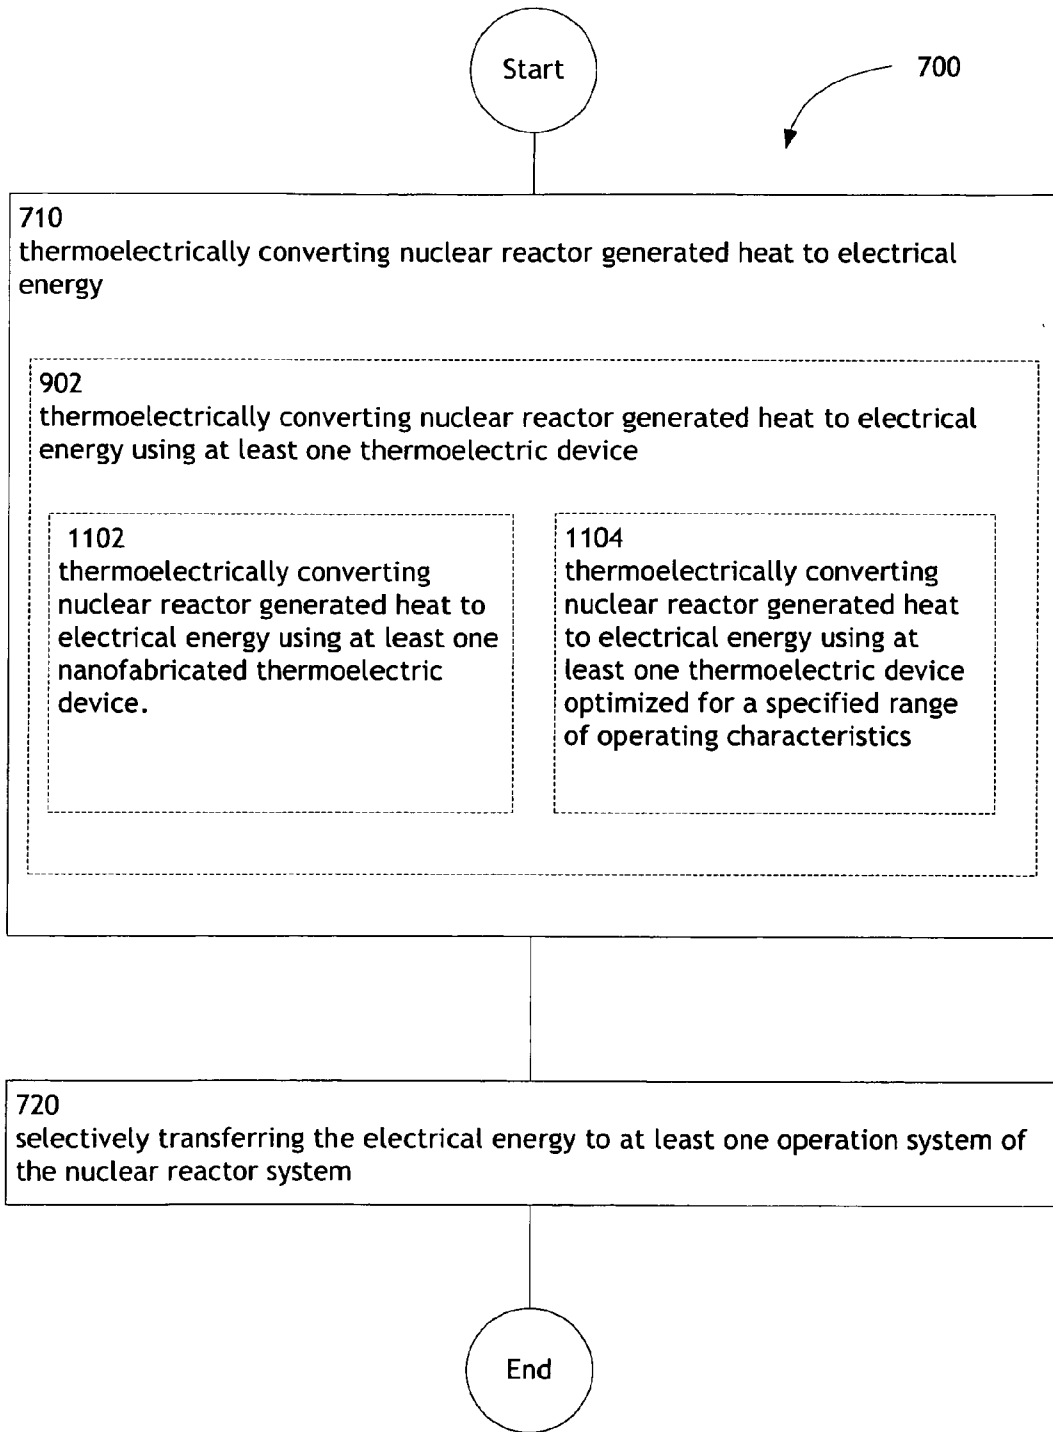 Start
700
710
thermoelectrically converting nuclear reactor generated heat to electrical
energy
902
thermoelectrically converting nuclear reactor generated heat to electrical
energy using at least one thermoelectric device
1102
thermoelectrically converting
nuclear reactor generated heat to
electrical energy using at least one
nanofabricated thermoelectric
device.
1104
thermoelectrically converting
nuclear reactor generated heat
to electrical energy using at
least one thermoelectric device
optimized for a specified range
of operating characteristics
720
selectively transferring the electrical energy to at least one operation system of
the nuclear reactor system
End